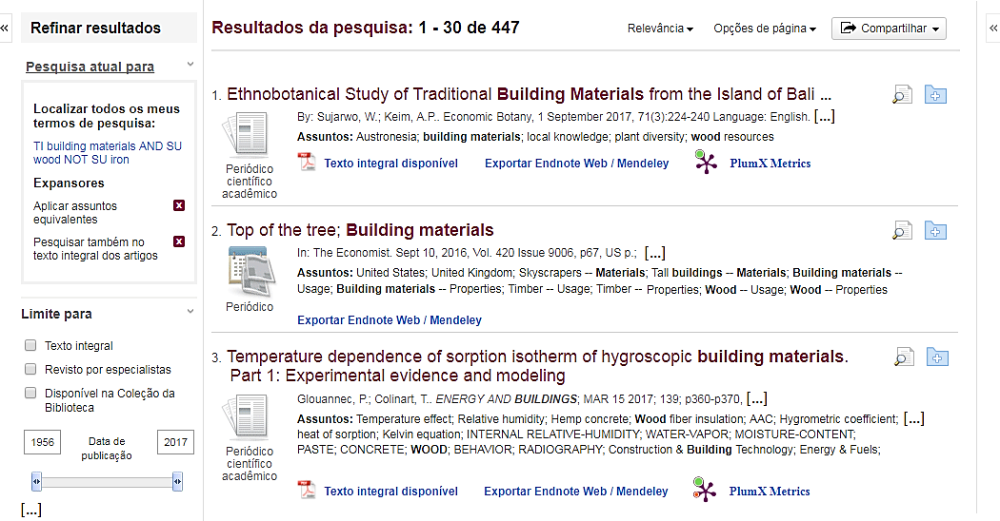 «
Refinar resultados
Pesquisa atual para
Localizar todos os meus
termos de pesquisa:
TI building materials AND SU
wood NOT SU iron
Expansores
Aplicar assuntos
equivalentes
Pesquisar também no
texto integral dos artigos
Limite para
Texto integral
Revisto por especialistas
Disponível na Coleção da
Biblioteca
1956
Data de
publicação
2017
[...]
Resultados da pesquisa: 1 - 30 de 447
Relevância
Opções de página
Compartilhar
«
1. Ethnobotanical Study of Traditional Building Materials from the Island of Bali ...
By: Sujarwo, W.; Keim, A.P.. Economic Botany, 1 September 2017, 71(3):224-240 Language: English. [...]
Assuntos: Austronesia; building materials; local knowledge; plant diversity; wood resources
Periódico
científico
acadêmico
PDF Texto integral disponível Exportar Endnote Web / Mendeley PlumX Metrics
2. Top of the tree; Building materials
In: The Economist. Sept 10, 2016, Vol. 420 Issue 9006, p67, US p.; [...]
Assuntos: United States; United Kingdom; Skyscrapers -- Materials; Tall buildings -- Materials; Building materials --
Usage; Building materials -- Properties; Timber -- Usage; Timber -- Properties; Wood -- Usage; Wood -- Properties
Periódico
Exportar Endnote Web / Mendeley
3. Temperature dependence of sorption isotherm of hygroscopic building materials.
Part 1: Experimental evidence and modeling
Glouannec, P.; Colinart, T.. ENERGY AND BUILDINGS; MAR 15 2017; 139; p360-p370, [...]
Assuntos: Temperature effect; Relative humidity; Hemp concrete; Wood fiber insulation; AAC; Hygrometric coefficient; [...]
heat of sorption; Kelvin equation; INTERNAL RELATIVE-HUMIDITY; WATER-VAPOR; MOISTURE-CONTENT;
PASTE; CONCRETE; WOOD; BEHAVIOR; RADIOGRAPHY; Construction & Building Technology; Energy & Fuels;
Periódico
científico
acadêmico
PDF Texto integral disponível Exportar Endnote Web / Mendeley PlumX Metrics